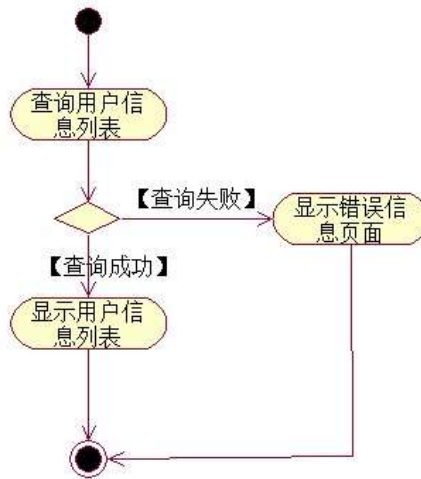 查询用户信
息列表
【查询失败】
显示错误信
息页面
【查询成功】
显示用户信
息列表